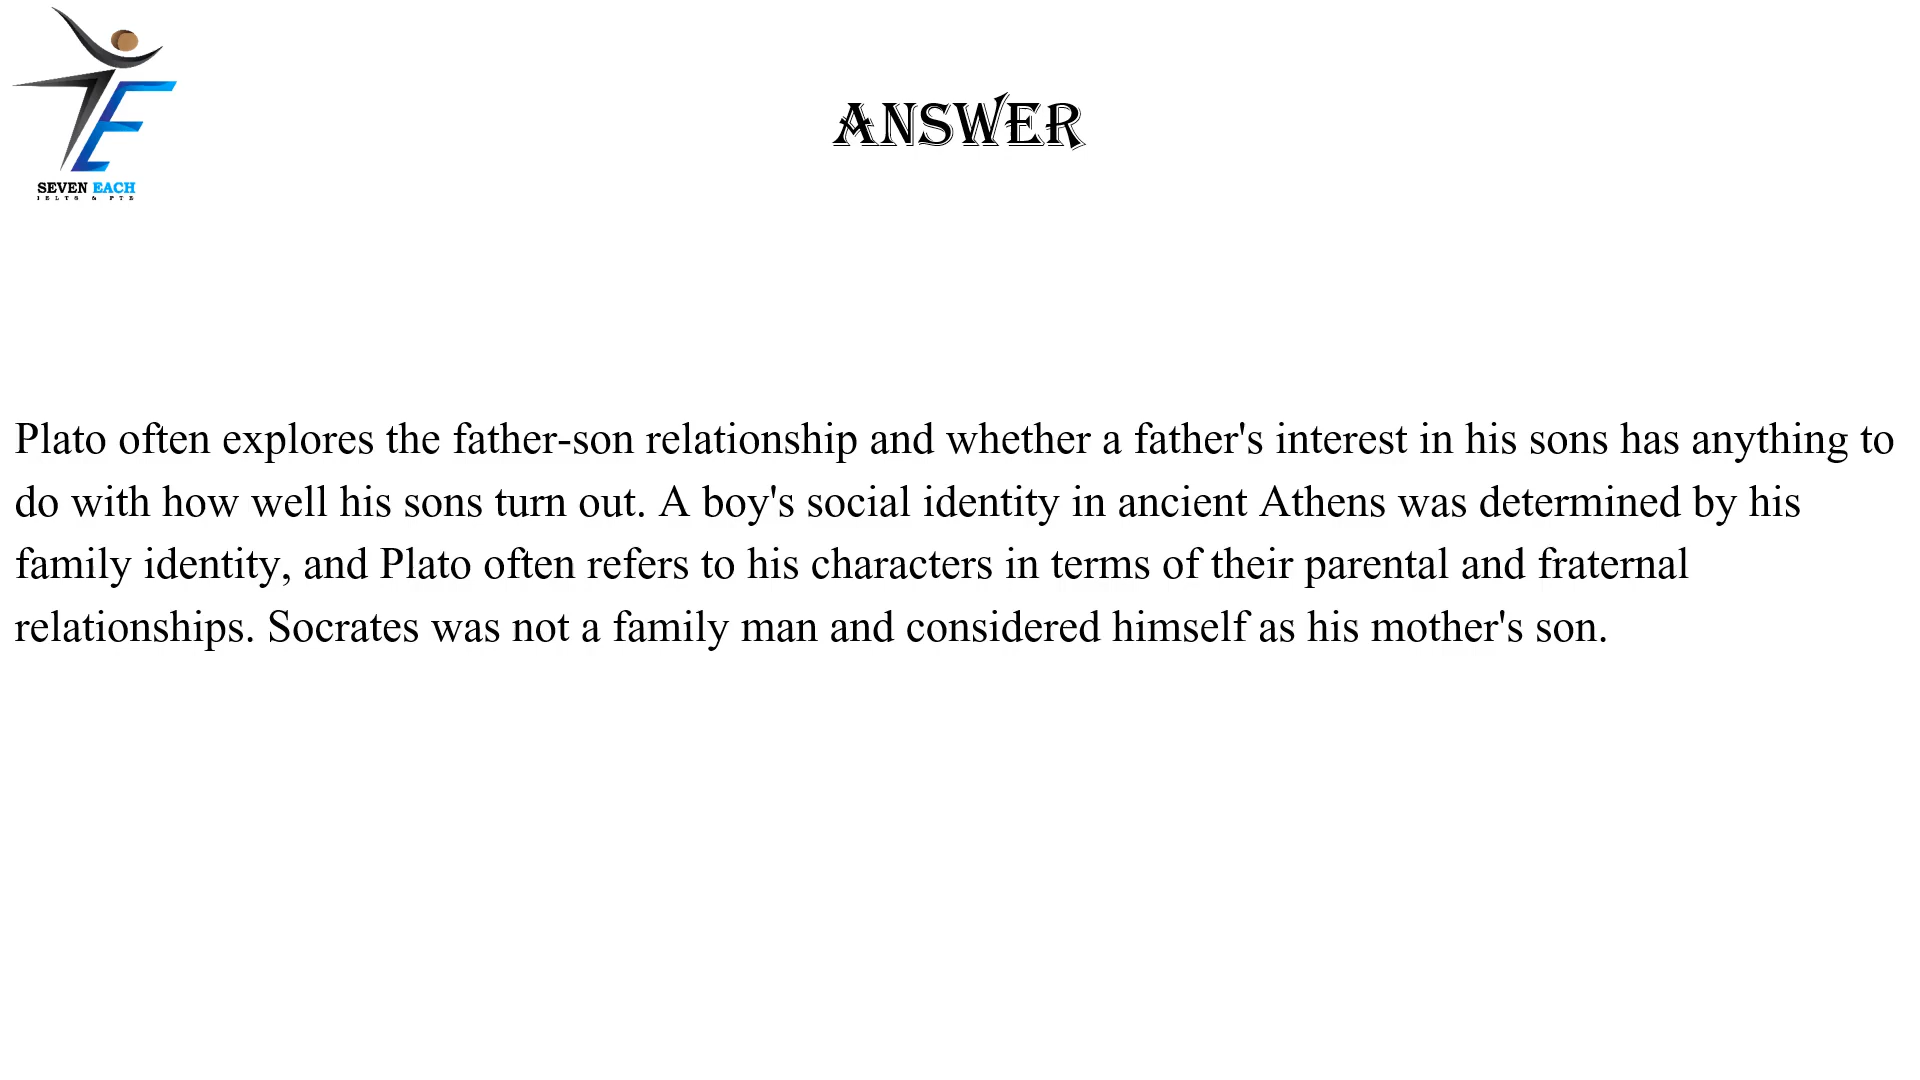 ANSWER
SEVEN EACH
IELTS & PTE
Plato often explores the father-son relationship and whether a father's interest in his sons has anything to
do with how well his sons turn out. A boy's social identity in ancient Athens was determined by his
family identity, and Plato often refers to his characters in terms of their parental and fraternal
relationships. Socrates was not a family man and considered himself as his mother's son.